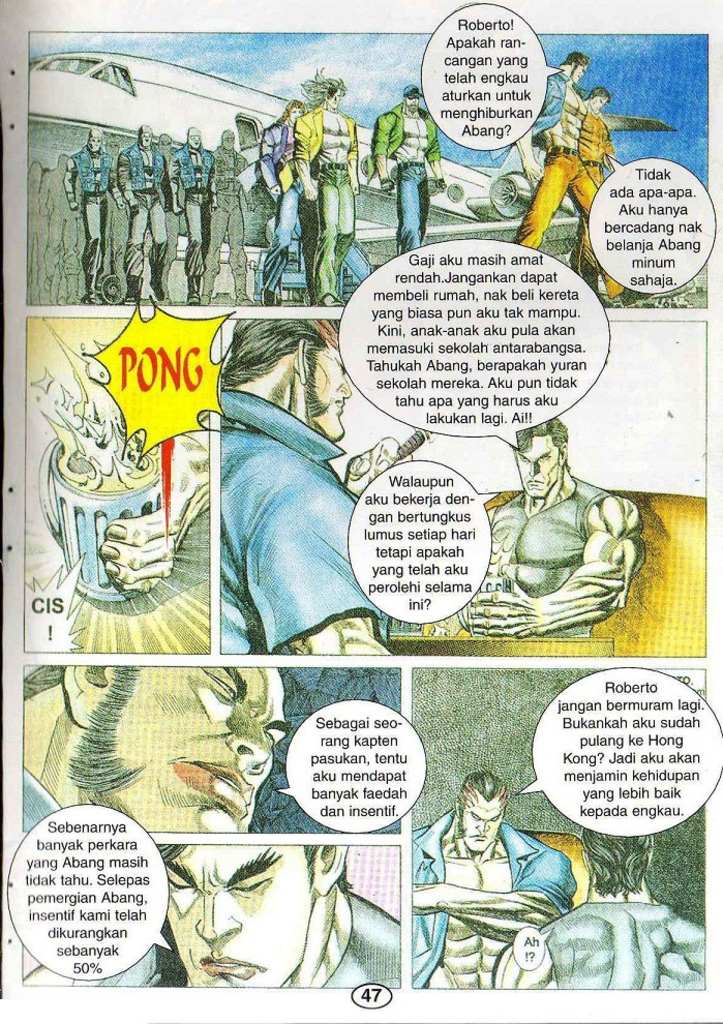 Roberto!
Apakah ran-
cangan yang
telah engkau
aturkan untuk
menghiburkan
Abang?
Tidak
ada apa-apa.
Aku hanya
bercadang nak
belanja Abang
minum
sahaja.
PONG
CIS
!
Gaji aku masih amat
rendah.Jangankan dapat
membeli rumah, nak beli kereta
yang biasa pun aku tak mampu.
Kini, anak-anak aku pula akan
memasuki sekolah antarabangsa.
Tahukah Abang, berapakah yuran
sekolah mereka. Aku pun tidak
tahu apa yang harus aku
lakukan lagi. Ai!!
Walaupun
aku bekerja den-
gan bertungkus
lumus setiap hari
tetapi apakah
yang telah aku
perolehi selama
ini?
Sebagai seo-
rang kapten
pasukan, tentu
aku mendapat
banyak faedah
dan insentif.
Sebenarnya
banyak perkara
yang Abang masih
tidak tahu. Selepas
pemergian Abang,
insentif kami telah
dikurangkan
sebanyak
50%
Roberto
jangan bermuram lagi.
Bukankah aku sudah
pulang ke Hong
Kong? Jadi aku akan
menjamin kehidupan
yang lebih baik
kepada engkau.
Ah
!?
47